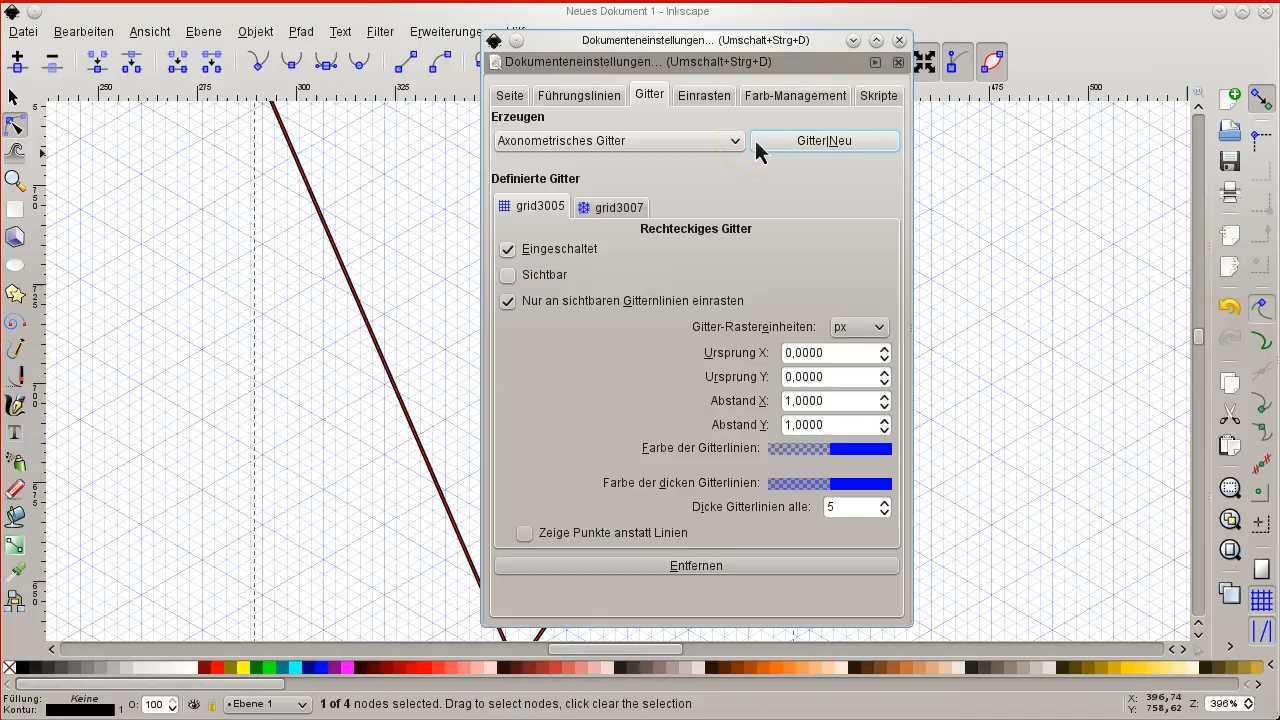 Neues Dokument 1 - Inkscape
Datei Bearbeiten Ansicht Ebene Objekt Pfad Text Filter Erweiterungen
Dokumenteneinstellungen... (Umschalt+Strg+D)
Dokumenteneinstellungen... (Umschalt+Strg+D)
250 300 325 475 500
Seite Führungslinien Gitter Einrasten Farb-Management Skripte
Erzeugen
Axonometrisches Gitter Gitter|Neu
Definierte Gitter
grid3005 grid3007
Rechteckiges Gitter
Eingeschaltet
Sichtbar
Nur an sichtbaren Gitternlinien einrasten
Gitter-Rastereinheiten: px
Ursprung X: 0,0000
Ursprung Y: 0,0000
Abstand X: 1,0000
Abstand Y: 1,0000
Farbe der Gitterlinien:
Farbe der dicken Gitterlinien:
Dicke Gitterlinien alle: 5
Zeige Punkte anstatt Linien
Entfernen
Füllung: Keine
Kontur: 1
O: 100
Ebene 1
1 of 4 nodes selected. Drag to select nodes, click clear the selection
X: 396,74
Y: 758,62
Z: 396%